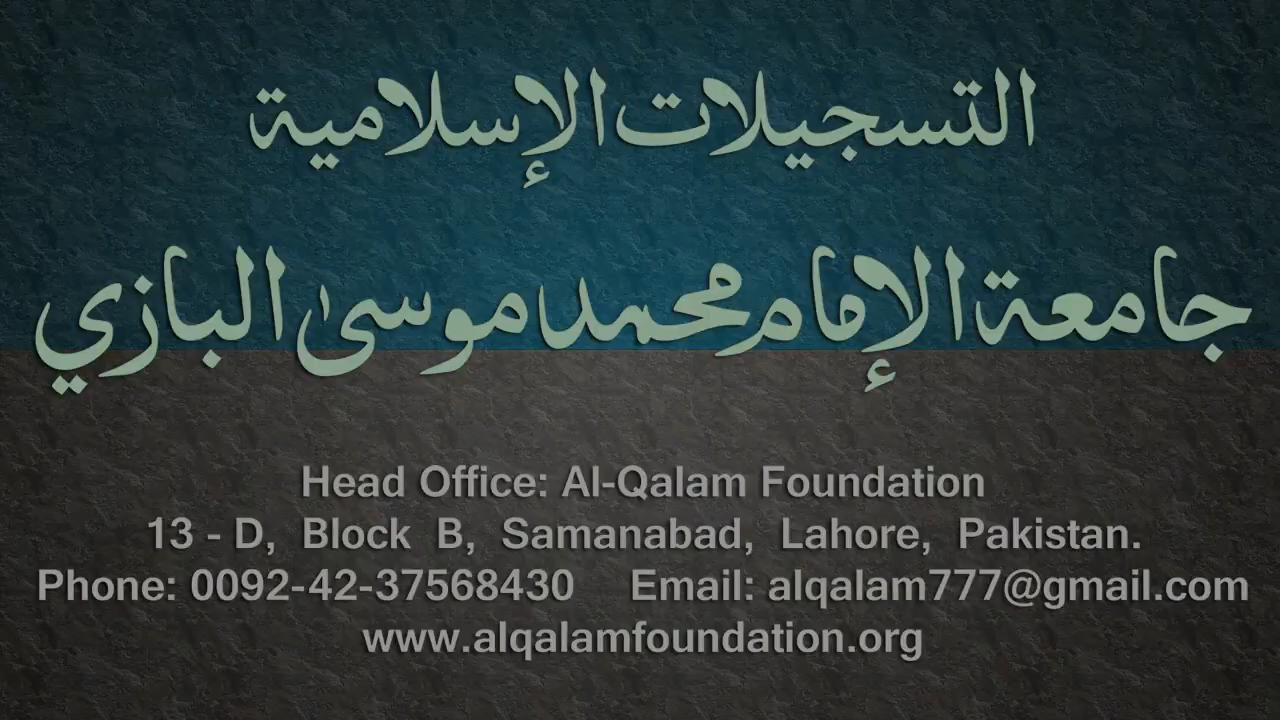 التسجيلات الإسلامية
جامعة الإمام محمد موسىٰ البازي
Head Office: Al-Qalam Foundation
13 - D, Block B, Samanabad, Lahore, Pakistan.
Phone: 0092-42-37568430 Email: alqalam777@gmail.com
www.alqalamfoundation.org